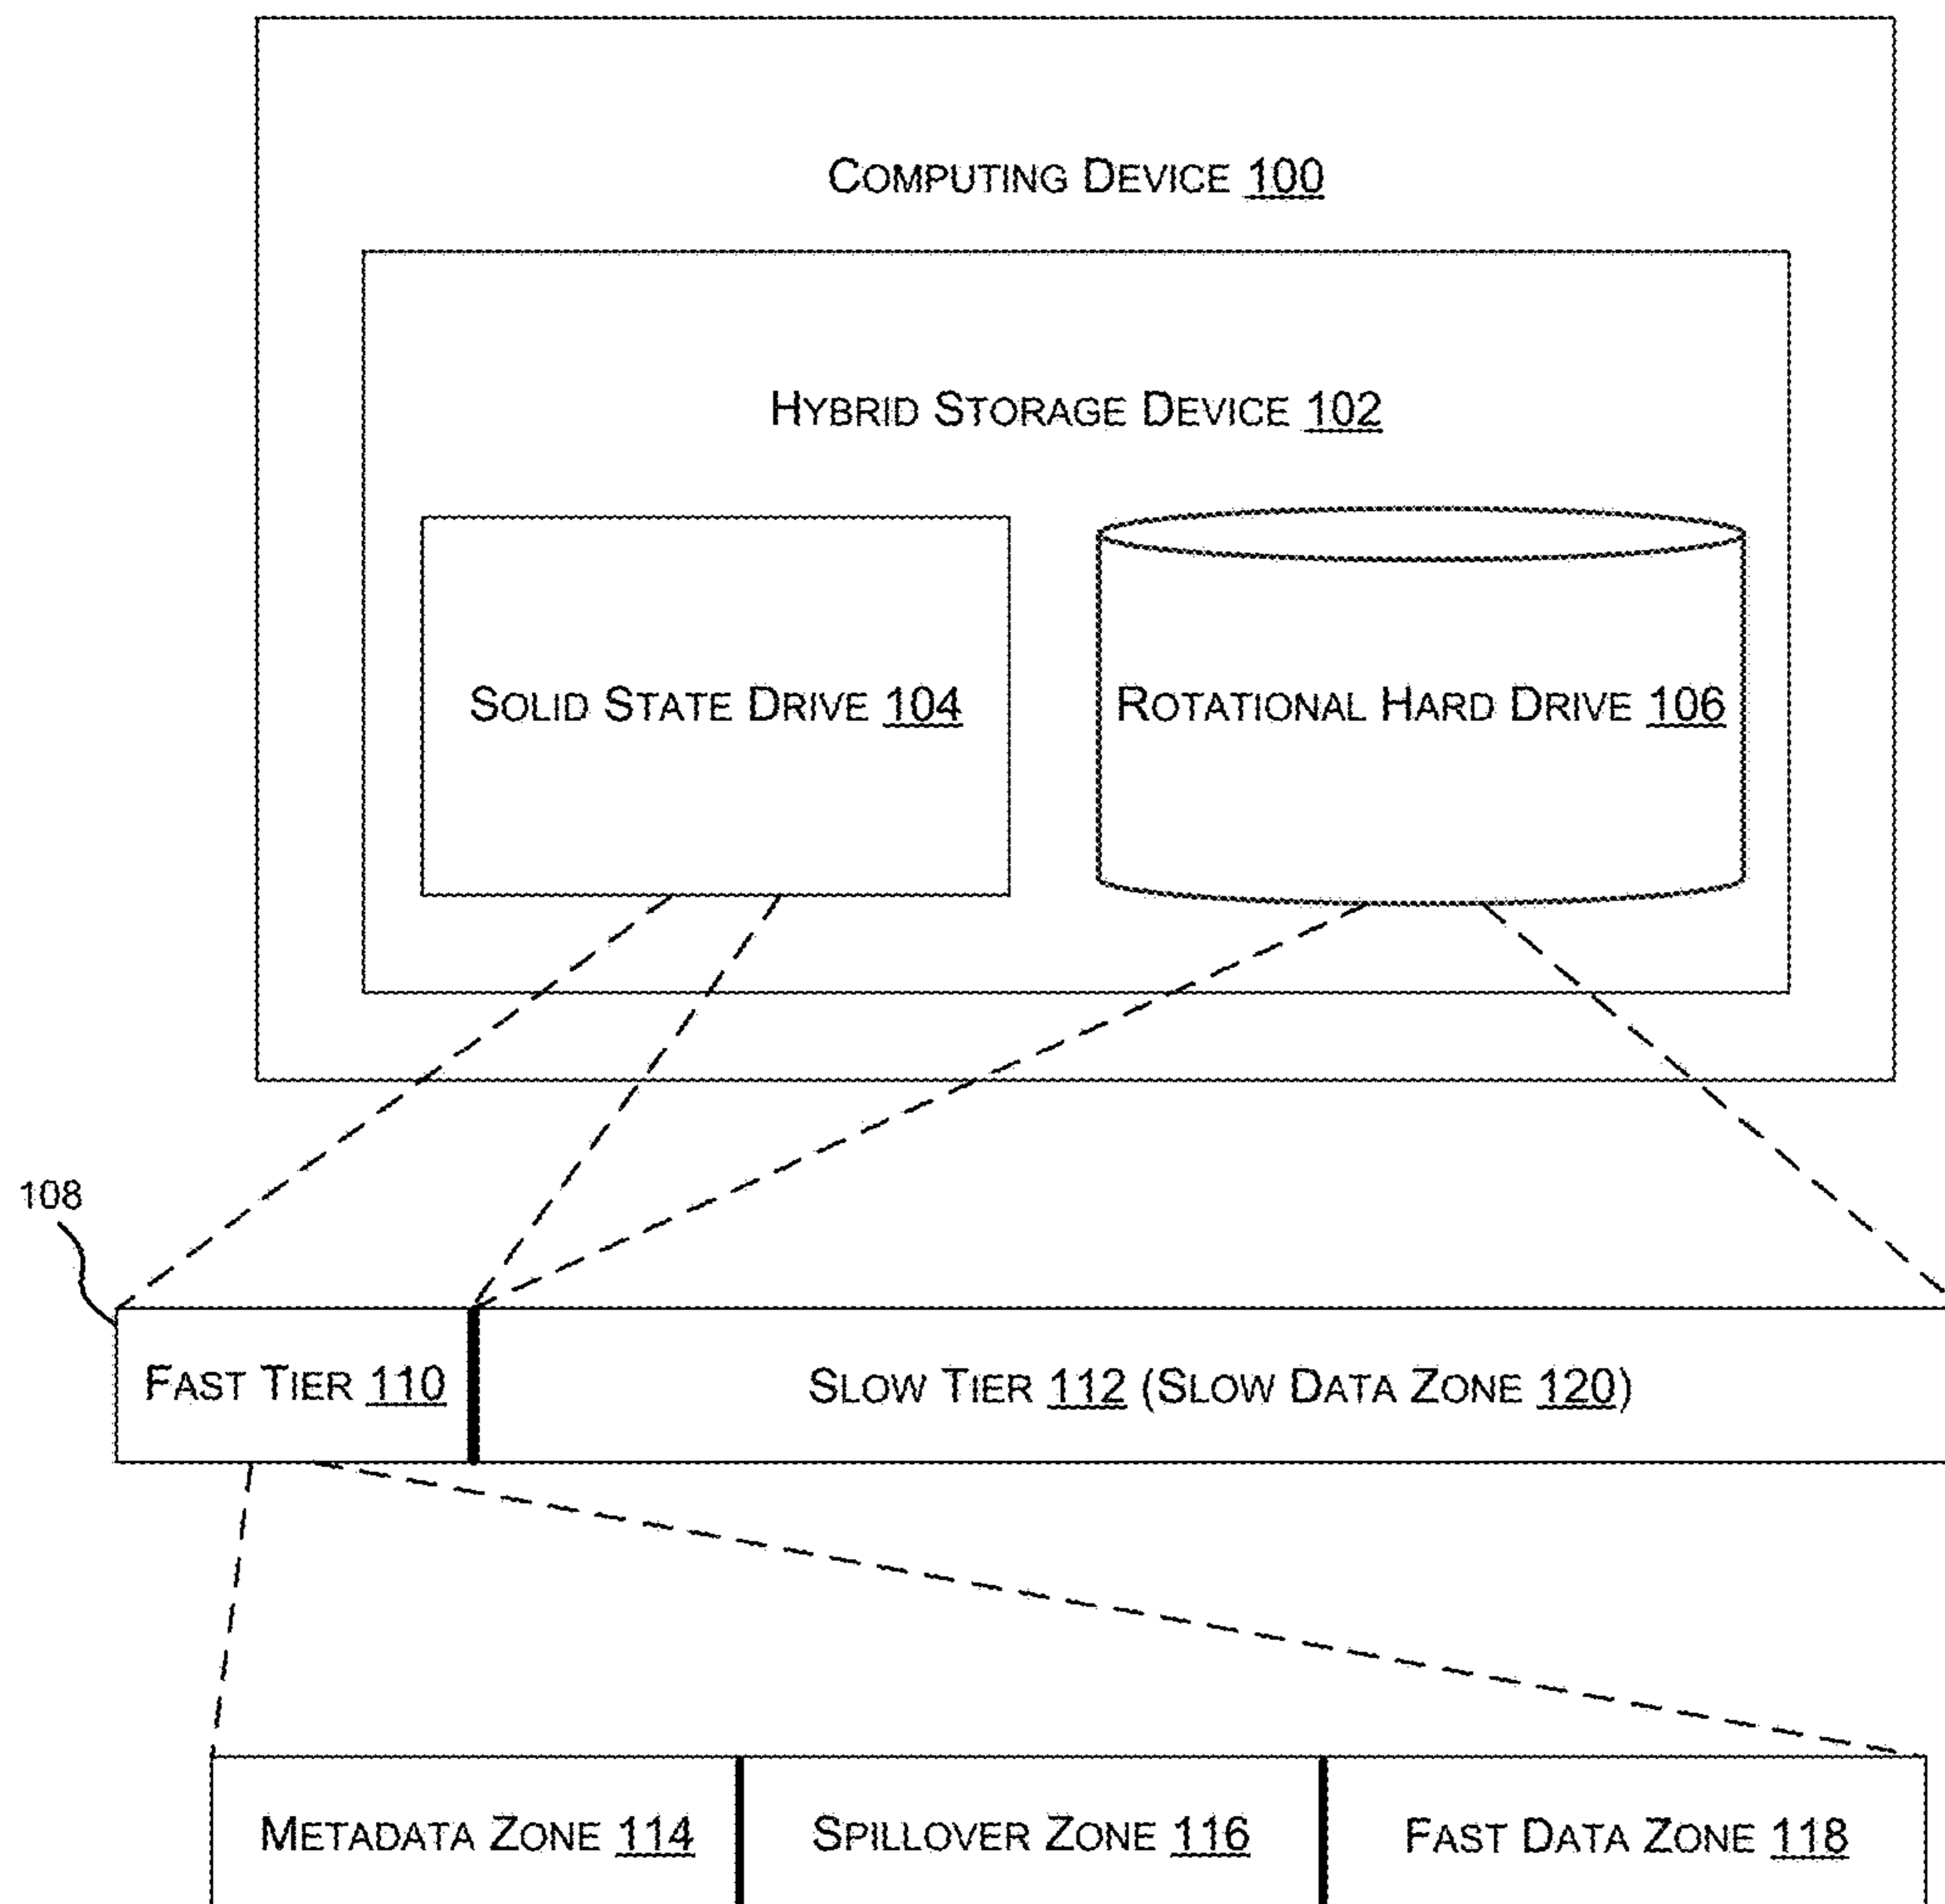 COMPUTING DEVICE 100
HYBRID STORAGE DEVICE 102
SOLID STATE DRIVE 104
ROTATIONAL HARD DRIVE 106
108
FAST TIER 110
SLOW TIER 112 (SLOW DATA ZONE 120)
METADATA ZONE 114
SPILLOVER ZONE 116
FAST DATA ZONE 118